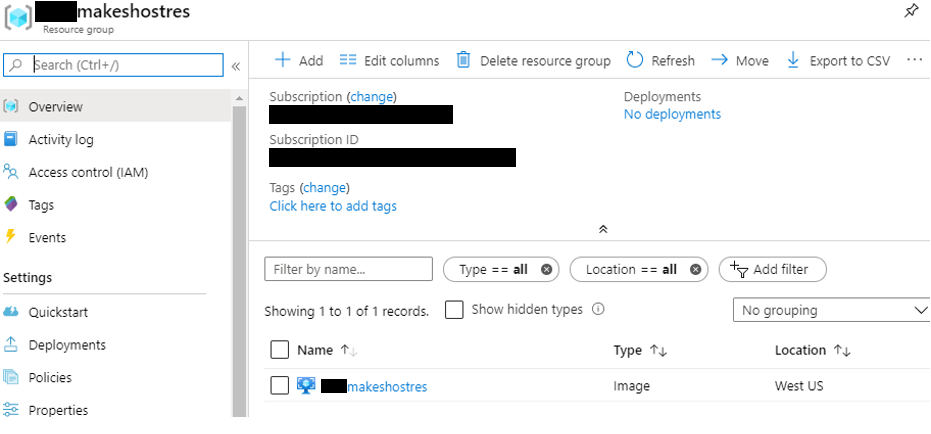 makeshostres
Resource group
Search (Ctrl+/)
«
Add
Edit columns
Delete resource group
Refresh
Move
Export to CSV
...
Overview
Activity log
Access control (IAM)
Tags
Events
Settings
Quickstart
Deployments
Policies
Properties
Subscription (change)
Deployments
No deployments
Subscription ID
Tags (change)
Click here to add tags
Filter by name...
Type == all
Location == all
Add filter
Showing 1 to 1 of 1 records.
Show hidden types
No grouping
Name ↑↓
Type ↑↓
Location ↑↓
makeshostres
Image
West US